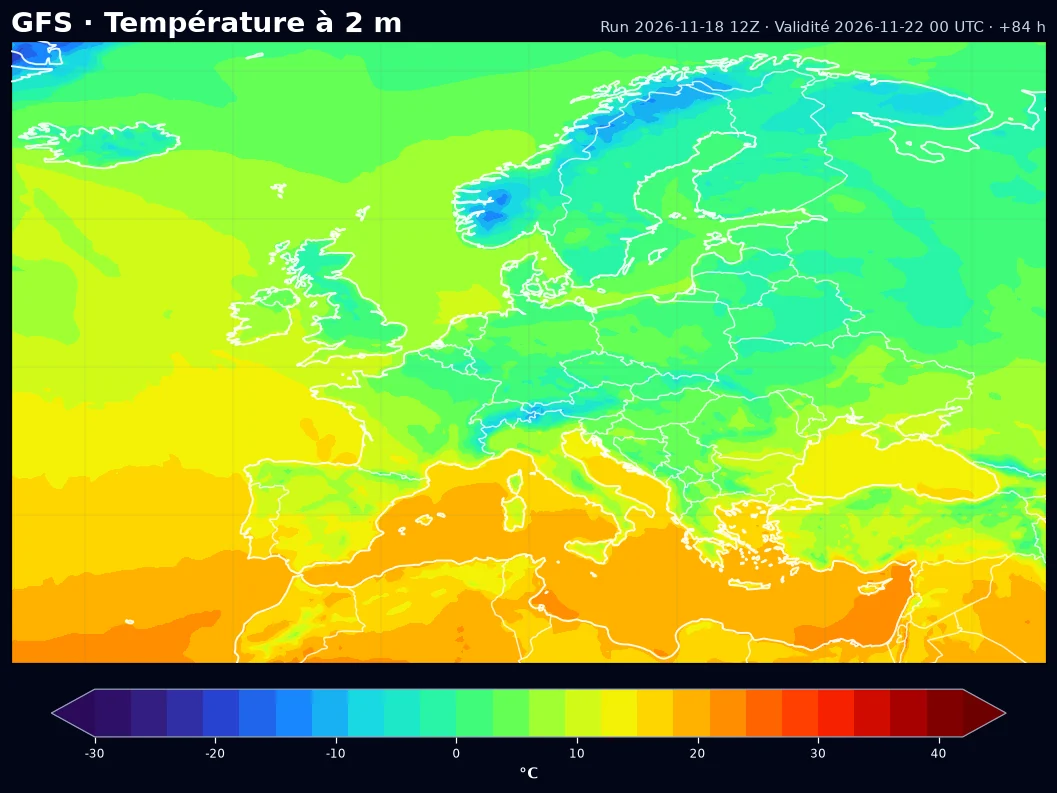 GFS · Température à 2 m
Run 2026-11-18 12Z · Validité 2026-11-22 00 UTC · +84 h
-30 -20 -10 0 10 20 30 40
°C